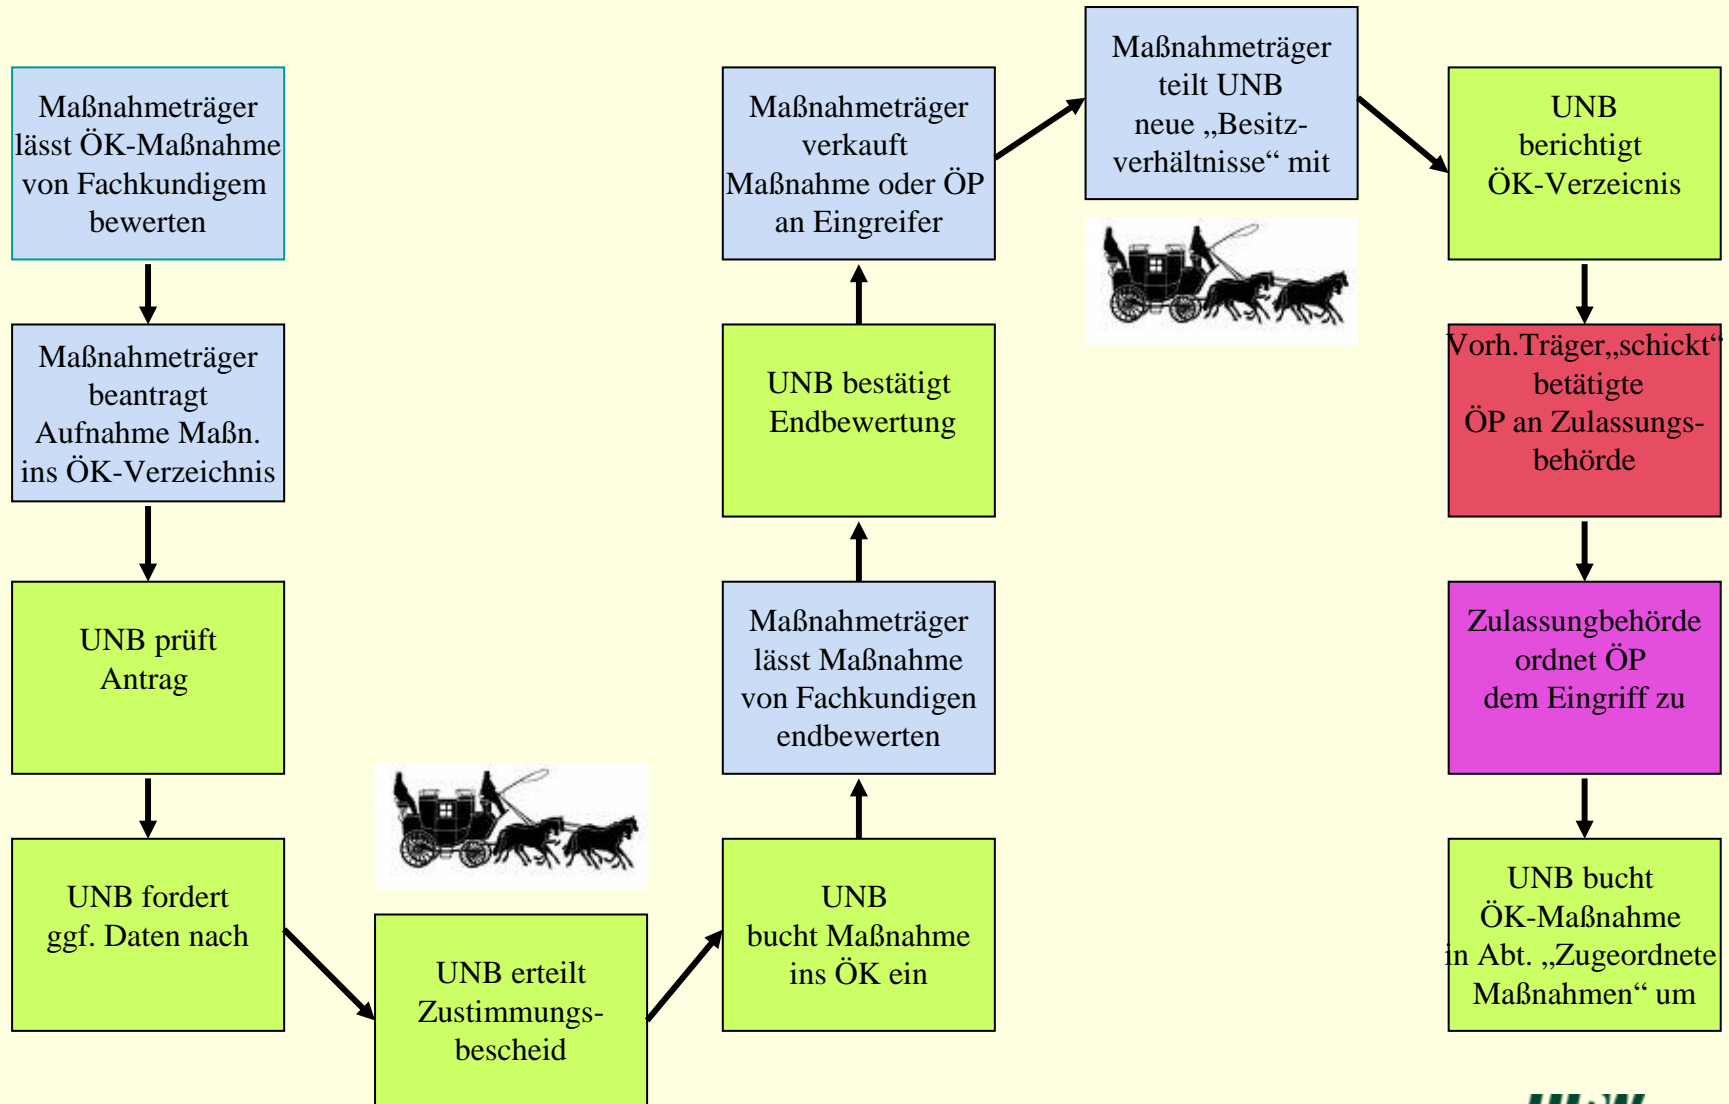 Maßnahmeträger
lässt ÖK-Maßnahme
von Fachkundigem
bewerten
Maßnahmeträger
beantragt
Aufnahme Maßn.
ins ÖK-Verzeichnis
UNB prüft
Antrag
UNB fordert
ggf. Daten nach
UNB erteilt
Zustimmungs-
bescheid
UNB
bucht Maßnahme
ins ÖK ein
Maßnahmeträger
lässt Maßnahme
von Fachkundigen
endbewerten
UNB bestätigt
Endbewertung
Maßnahmeträger
verkauft
Maßnahme oder ÖP
an Eingreifer
Maßnahmeträger
teilt UNB
neue „Besitz-
verhältnisse“ mit
UNB
berichtigt
ÖK-Verzeicnis
Vorh.Träger„schickt“
betätigte
ÖP an Zulassungs-
behörde
Zulassungbehörde
ordnet ÖP
dem Eingriff zu
UNB bucht
ÖK-Maßnahme
in Abt. „Zugeordnete
Maßnahmen“ um